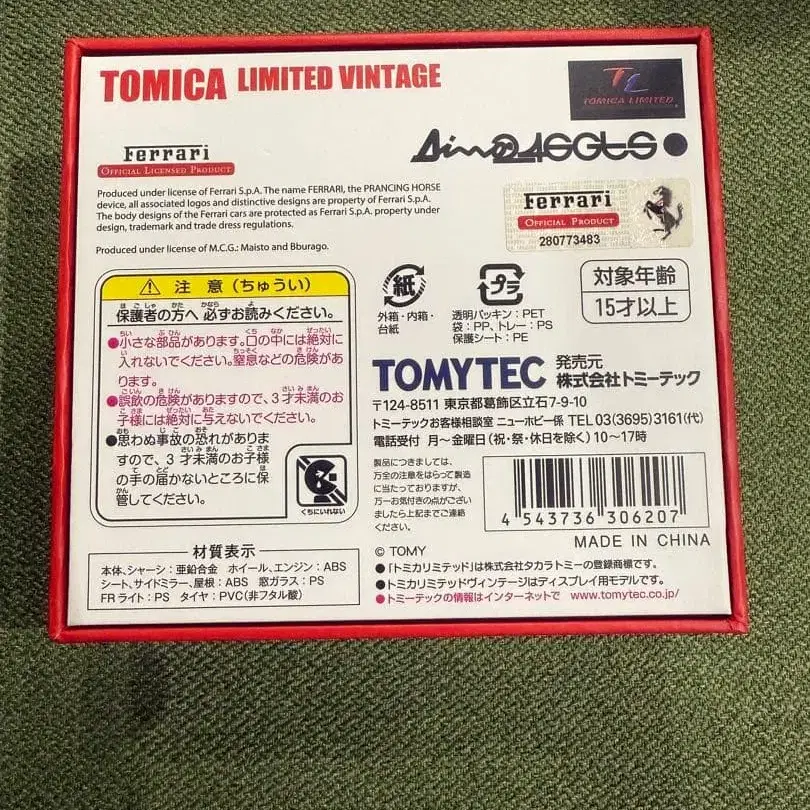 TOMICA LIMITED VINTAGE
TL
TOMICA LIMITED
Ferrari
OFFICIAL LICENSED PRODUCT
Dino 246GTS
Produced under license of Ferrari S.p.A. The name FERRARI, the PRANCING HORSE
device, all associated logos and distinctive designs are property of Ferrari S.p.A.
The body designs of the Ferrari cars are protected as Ferrari S.p.A. property under
design, trademark and trade dress regulations.
Produced under license of M.C.G.: Maisto and Bburago.
Ferrari
OFFICIAL PRODUCT
280773483
注意(ちゅうい)
保護者の方へ必ずお読みください。
●小さな部品があります。口の中には絶対に
入れないでください。窒息などの危険があ
ります。
●誤飲の危険がありますので、3才未満のお
子様には絶対に与えないでください。
●思わぬ事故の恐れがありま
すので、3才未満のお子様
の手の届かないところに保
管してください。
くちにいれない
紙
外箱・内箱・
台紙
プラ
透明パッキン:PET
袋:PP、トレー:PS
保護シート:PE
対象年齢
15才以上
TOMYTEC 発売元
株式会社トミーテック
〒124-8511 東京都葛飾区立石7-9-10
トミーテックお客様相談室 ニューホビー係 TEL 03(3695)3161(代)
電話受付 月〜金曜日(祝・祭・休日を除く)10〜17時
製品につきましては、
万全の注意をはらって製造
に当たっておりますが、
万一お気付きの点がござい
ましたら上記までご連絡
ください。
4 543736 306207
MADE IN CHINA
材質表示
本体、シャーシ:亜鉛合金 ホイール、エンジン:ABS
シート、サイドミラー、屋根:ABS 窓ガラス:PS
FRライト:PS タイヤ:PVC(非フタル酸)
© TOMY
●「トミカリミテッド」は株式会社タカラトミーの登録商標です。
●トミカリミテッドヴィンテージはディスプレイ用モデルです。
●トミーテックの情報はインターネットで www.tomytec.co.jp/